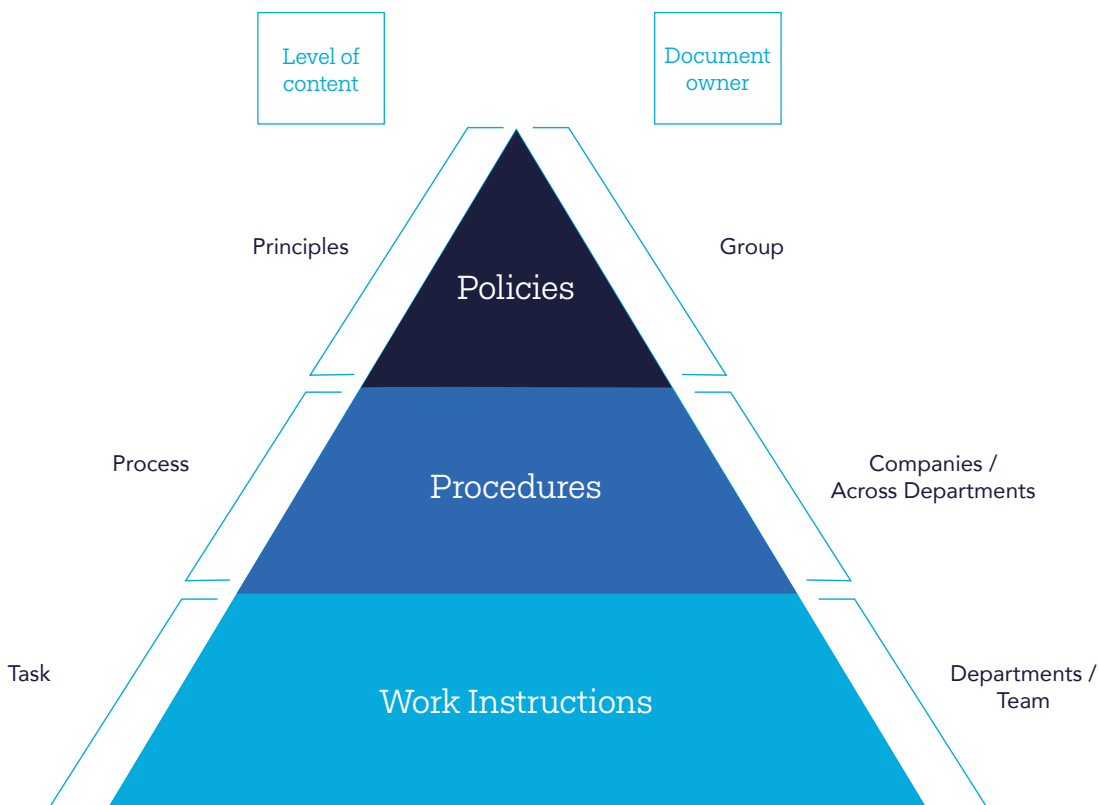 Level of
content
Document
owner
Principles
Group
Policies
Process
Procedures
Companies /
Across Departments
Task
Work Instructions
Departments /
Team